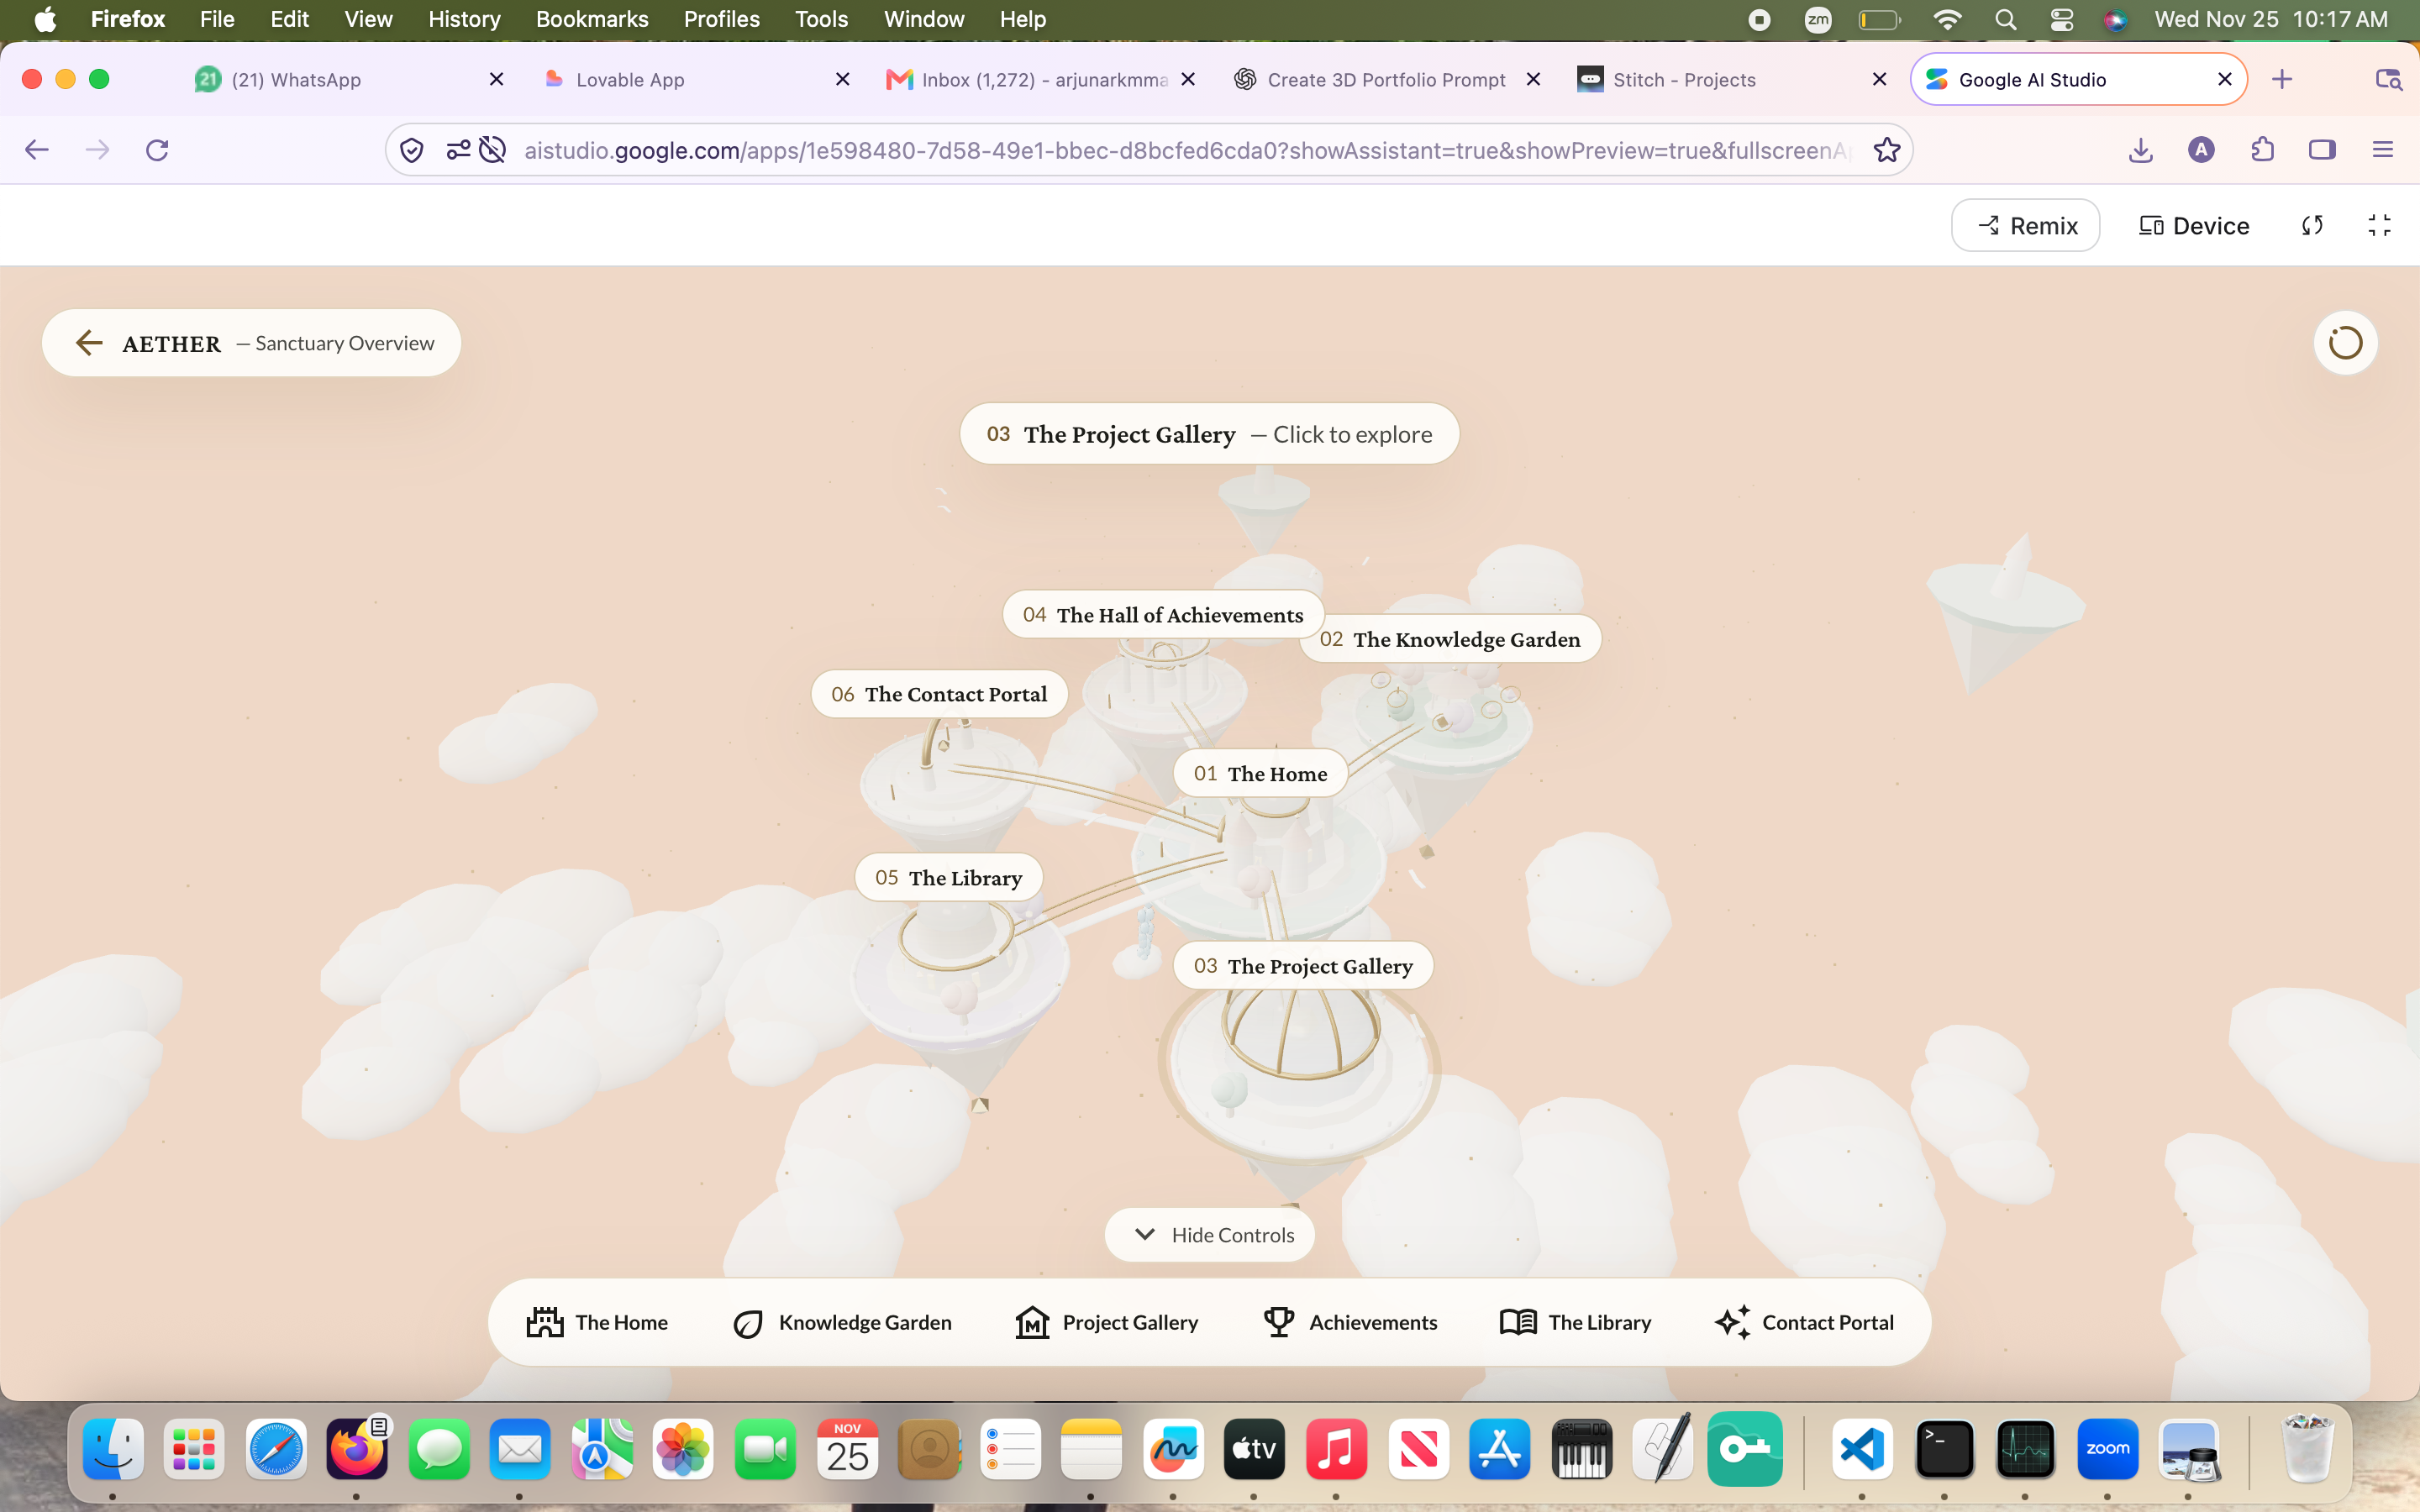 Firefox File Edit View History Bookmarks Profiles Tools Window Help zm Wed Nov 25 10:17 AM
21 (21) WhatsApp Lovable App Inbox (1,272) - arjunarkmma Create 3D Portfolio Prompt Stitch - Projects Google AI Studio
aistudio.google.com/apps/1e598480-7d58-49e1-bbec-d8bcfed6cda0?showAssistant=true&showPreview=true&fullscreenA A
Remix Device
AETHER — Sanctuary Overview
03 The Project Gallery — Click to explore
04 The Hall of Achievements
02 The Knowledge Garden
06 The Contact Portal
01 The Home
05 The Library
03 The Project Gallery
Hide Controls
The Home Knowledge Garden Project Gallery Achievements The Library Contact Portal
NOV
25
tv
zoom